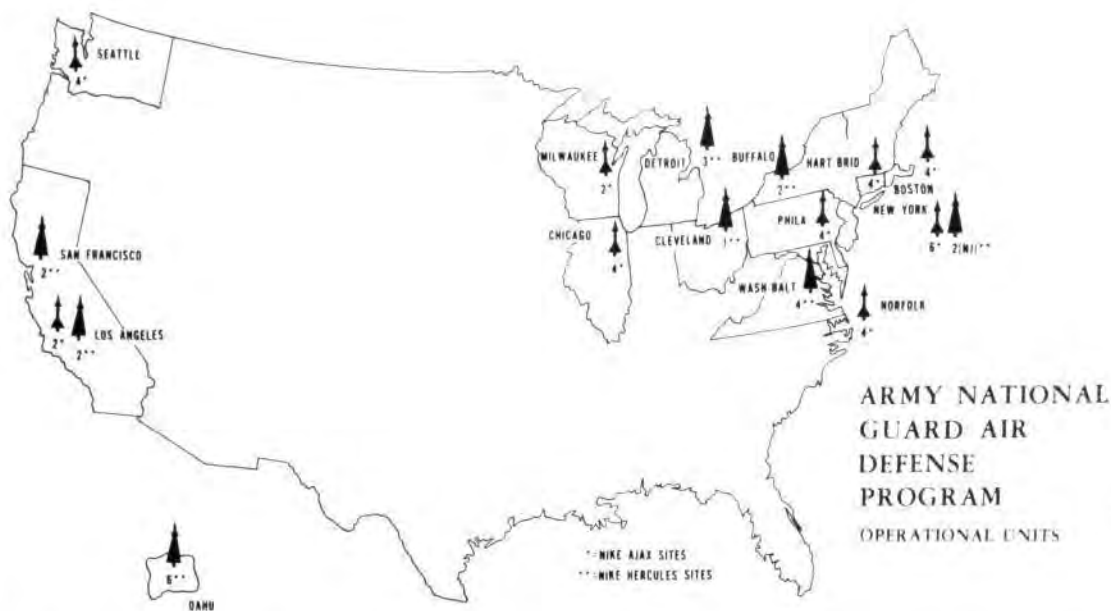 SEATTLE
4*
MILWAUKEE
2*
DETROIT
3**
BUFFALO
2**
HART BRID
4*
4*
BOSTON
NEW YORK
6* 2(NJ)**
PHILA
4*
CLEVELAND
1**
CHICAGO
4*
WASH BALT
4**
NORFOLK
4*
SAN FRANCISCO
2**
LOS ANGELES
2* 2**
ARMY NATIONAL
GUARD AIR
DEFENSE
PROGRAM
OPERATIONAL UNITS
*=NIKE AJAX SITES
**=NIKE HERCULES SITES
6**
OAHU